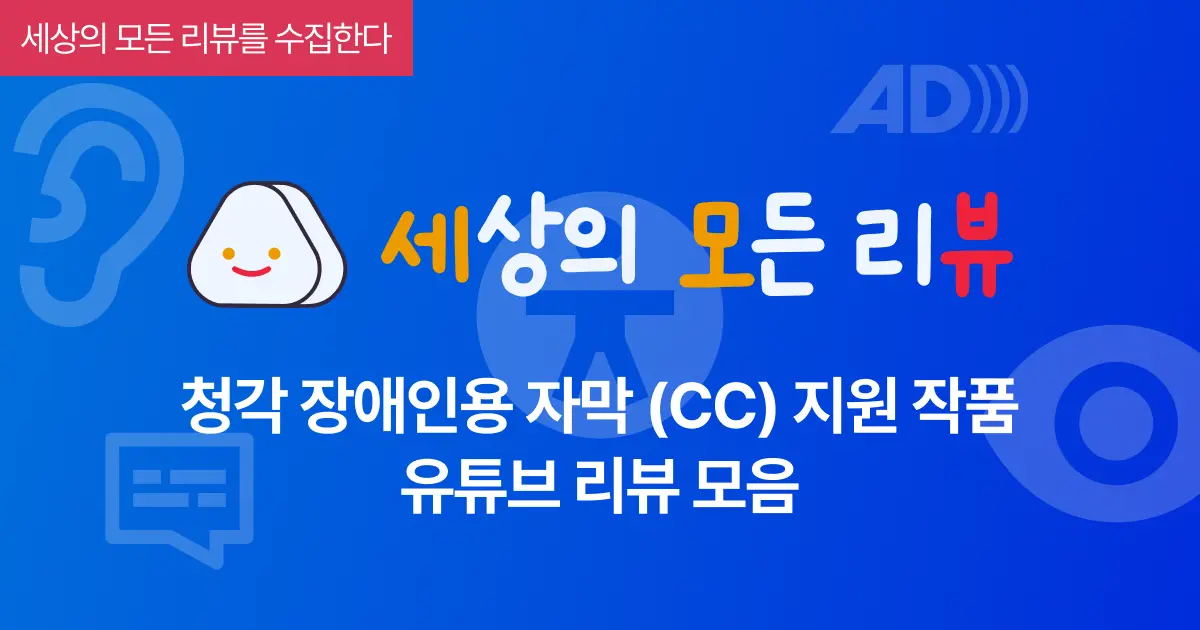 세상의 모든 리뷰를 수집한다
AD
세상의 모든 리뷰
청각 장애인용 자막 (CC) 지원 작품
유튜브 리뷰 모음